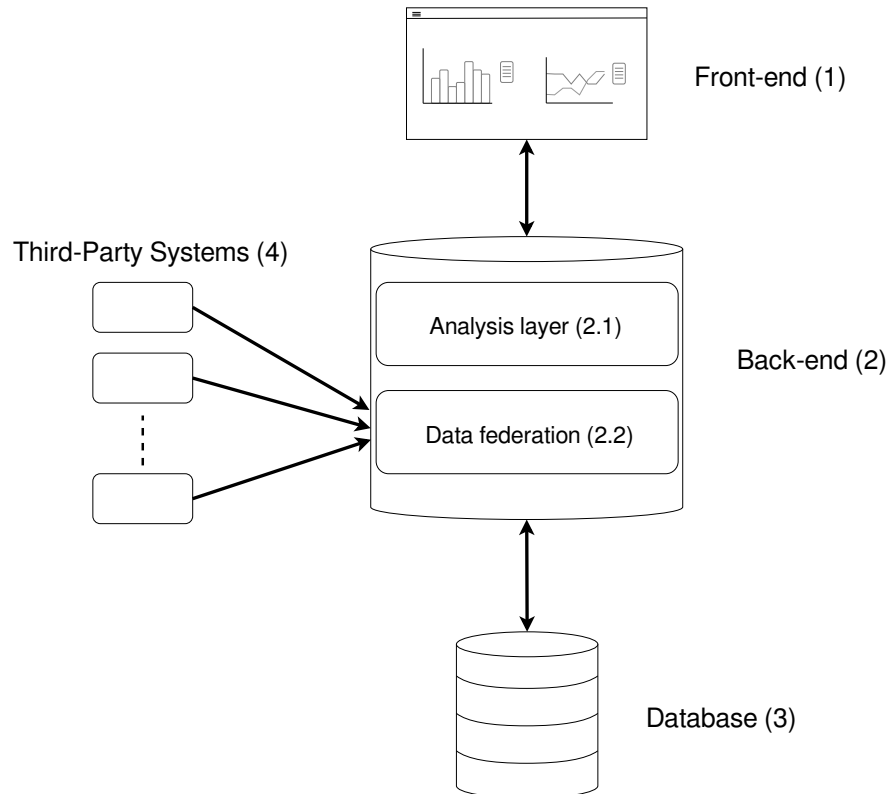 Front-end (1)
Third-Party Systems (4)
Analysis layer (2.1)
Back-end (2)
Data federation (2.2)
Database (3)